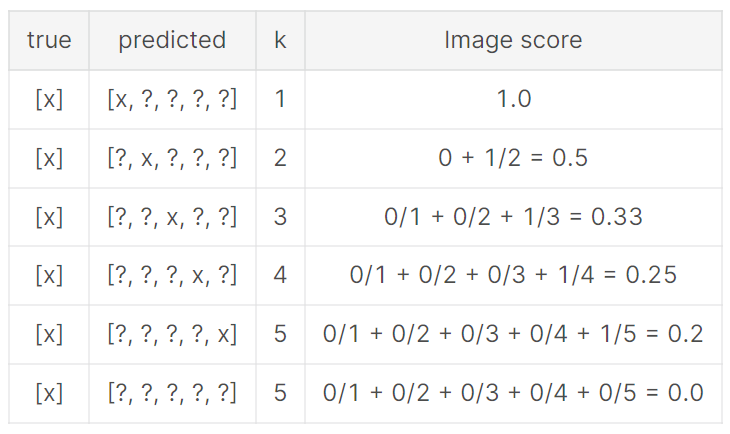 true predicted k Image score
[x] [x, ?, ?, ?, ?] 1 1.0
[x] [?, x, ?, ?, ?] 2 0 + 1/2 = 0.5
[x] [?, ?, x, ?, ?] 3 0/1 + 0/2 + 1/3 = 0.33
[x] [?, ?, ?, x, ?] 4 0/1 + 0/2 + 0/3 + 1/4 = 0.25
[x] [?, ?, ?, ?, x] 5 0/1 + 0/2 + 0/3 + 0/4 + 1/5 = 0.2
[x] [?, ?, ?, ?, ?] 5 0/1 + 0/2 + 0/3 + 0/4 + 0/5 = 0.0